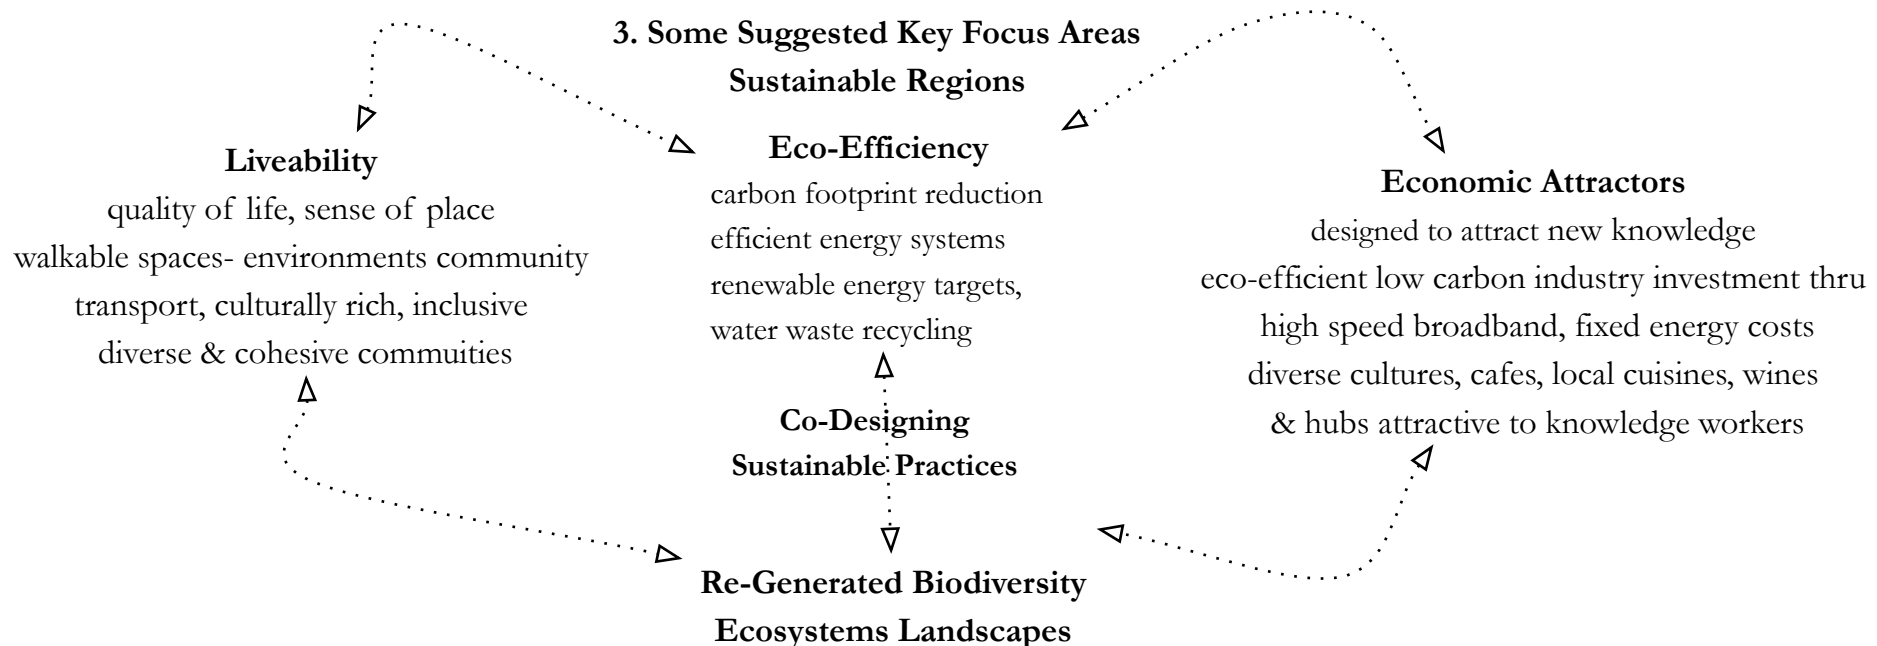 3. Some Suggested Key Focus Areas
Sustainable Regions
Liveability
quality of life, sense of place
walkable spaces- environments community
transport, culturally rich, inclusive
diverse & cohesive commuities
Eco-Efficiency
carbon footprint reduction
efficient energy systems
renewable energy targets,
water waste recycling
Economic Attractors
designed to attract new knowledge
eco-efficient low carbon industry investment thru
high speed broadband, fixed energy costs
diverse cultures, cafes, local cuisines, wines
& hubs attractive to knowledge workers
Co-Designing
Sustainable Practices
Re-Generated Biodiversity
Ecosystems Landscapes